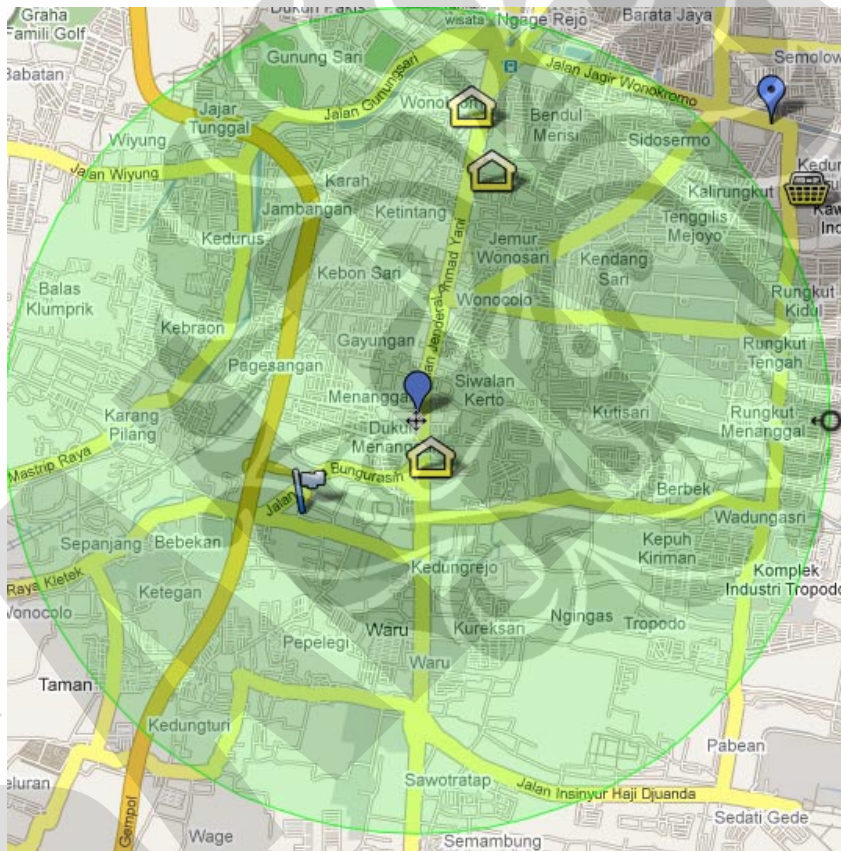 Graha
Famili Golf
Dukuh Pakis
wisata
Ngage Rejo
Barata Jaya
Gunung Sari
Semolow
Babatan
Jalan Jagir Wonokromo
Jajar
Tunggal
Jalan Gunungsari
Wonokromo
Bendul
Merisi
Wiyung
Sidosermo
Jalan Wiyung
Karah
Kedun
Kalirungkut
Jambangan
Ketintang
Tenggilis
Mejoyo
Kaw
Ind
Kedurus
Jemur
Wonosari
Kebon Sari
Kendang
Sari
Jalan Jenderal Ahmad Yani
Balas
Klumprik
Wonocolo
Rungkut
Kidul
Kebraon
Gayungan
Rungkut
Tengah
Pagesangan
Menanggal
Siwalan
Kerto
Karang
Pilang
Kutisari
Rungkut
Menanggal
Dukuh
Menanggal
Mastrip Raya
Jalan Bungurasih
Berbek
Wadungasri
Sepanjang
Bebekan
Kepuh
Kiriman
Kedungrejo
Komplek
Industri Tropodo
Raya Kletek
Ketegan
Wonocolo
Ngingas
Tropodo
Waru
Kureksari
Pepelegi
Waru
Taman
Kedungturi
Pabean
eluran
Sawotratap
Jalan Insinyur Haji Djuanda
Gempol
Sedati Gede
Wage
Semambung